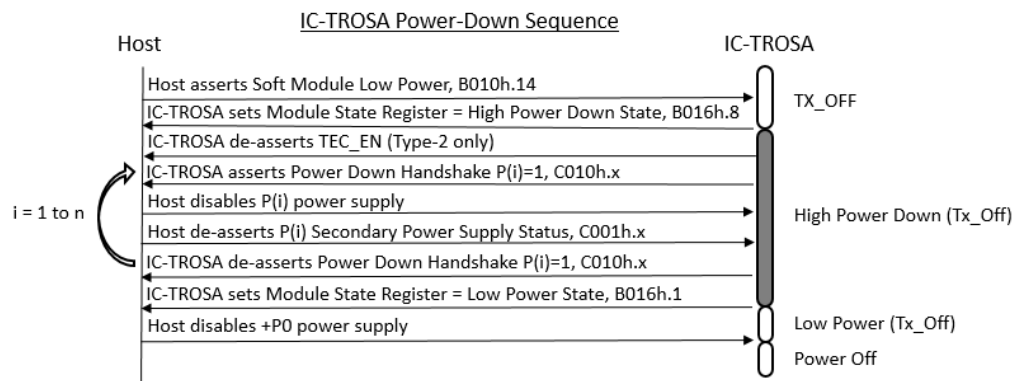 IC-TROSA Power-Down Sequence
Host
IC-TROSA
Host asserts Soft Module Low Power, B010h.14
TX_OFF
IC-TROSA sets Module State Register = High Power Down State, B016h.8
IC-TROSA de-asserts TEC_EN (Type-2 only)
IC-TROSA asserts Power Down Handshake P(i)=1, C010h.x
Host disables P(i) power supply
i = 1 to n
High Power Down (Tx_Off)
Host de-asserts P(i) Secondary Power Supply Status, C001h.x
IC-TROSA de-asserts Power Down Handshake P(i)=1, C010h.x
IC-TROSA sets Module State Register = Low Power State, B016h.1
Host disables +P0 power supply
Low Power (Tx_Off)
Power Off